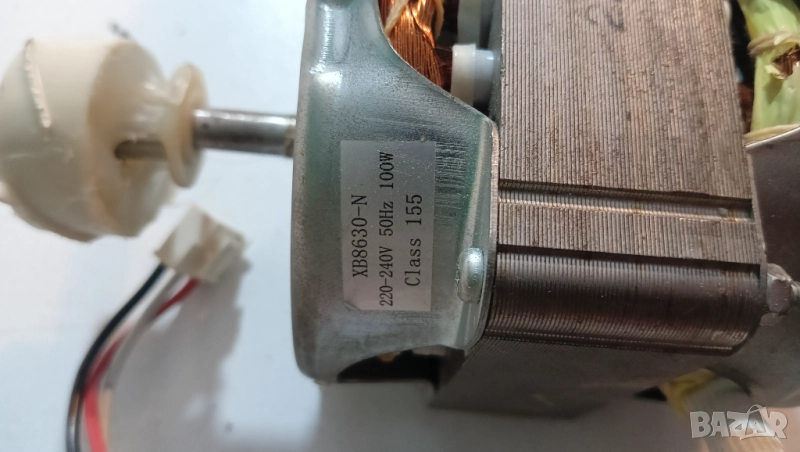 XB8630-N
220-240V 50Hz 100W
Class 155
BAZAR